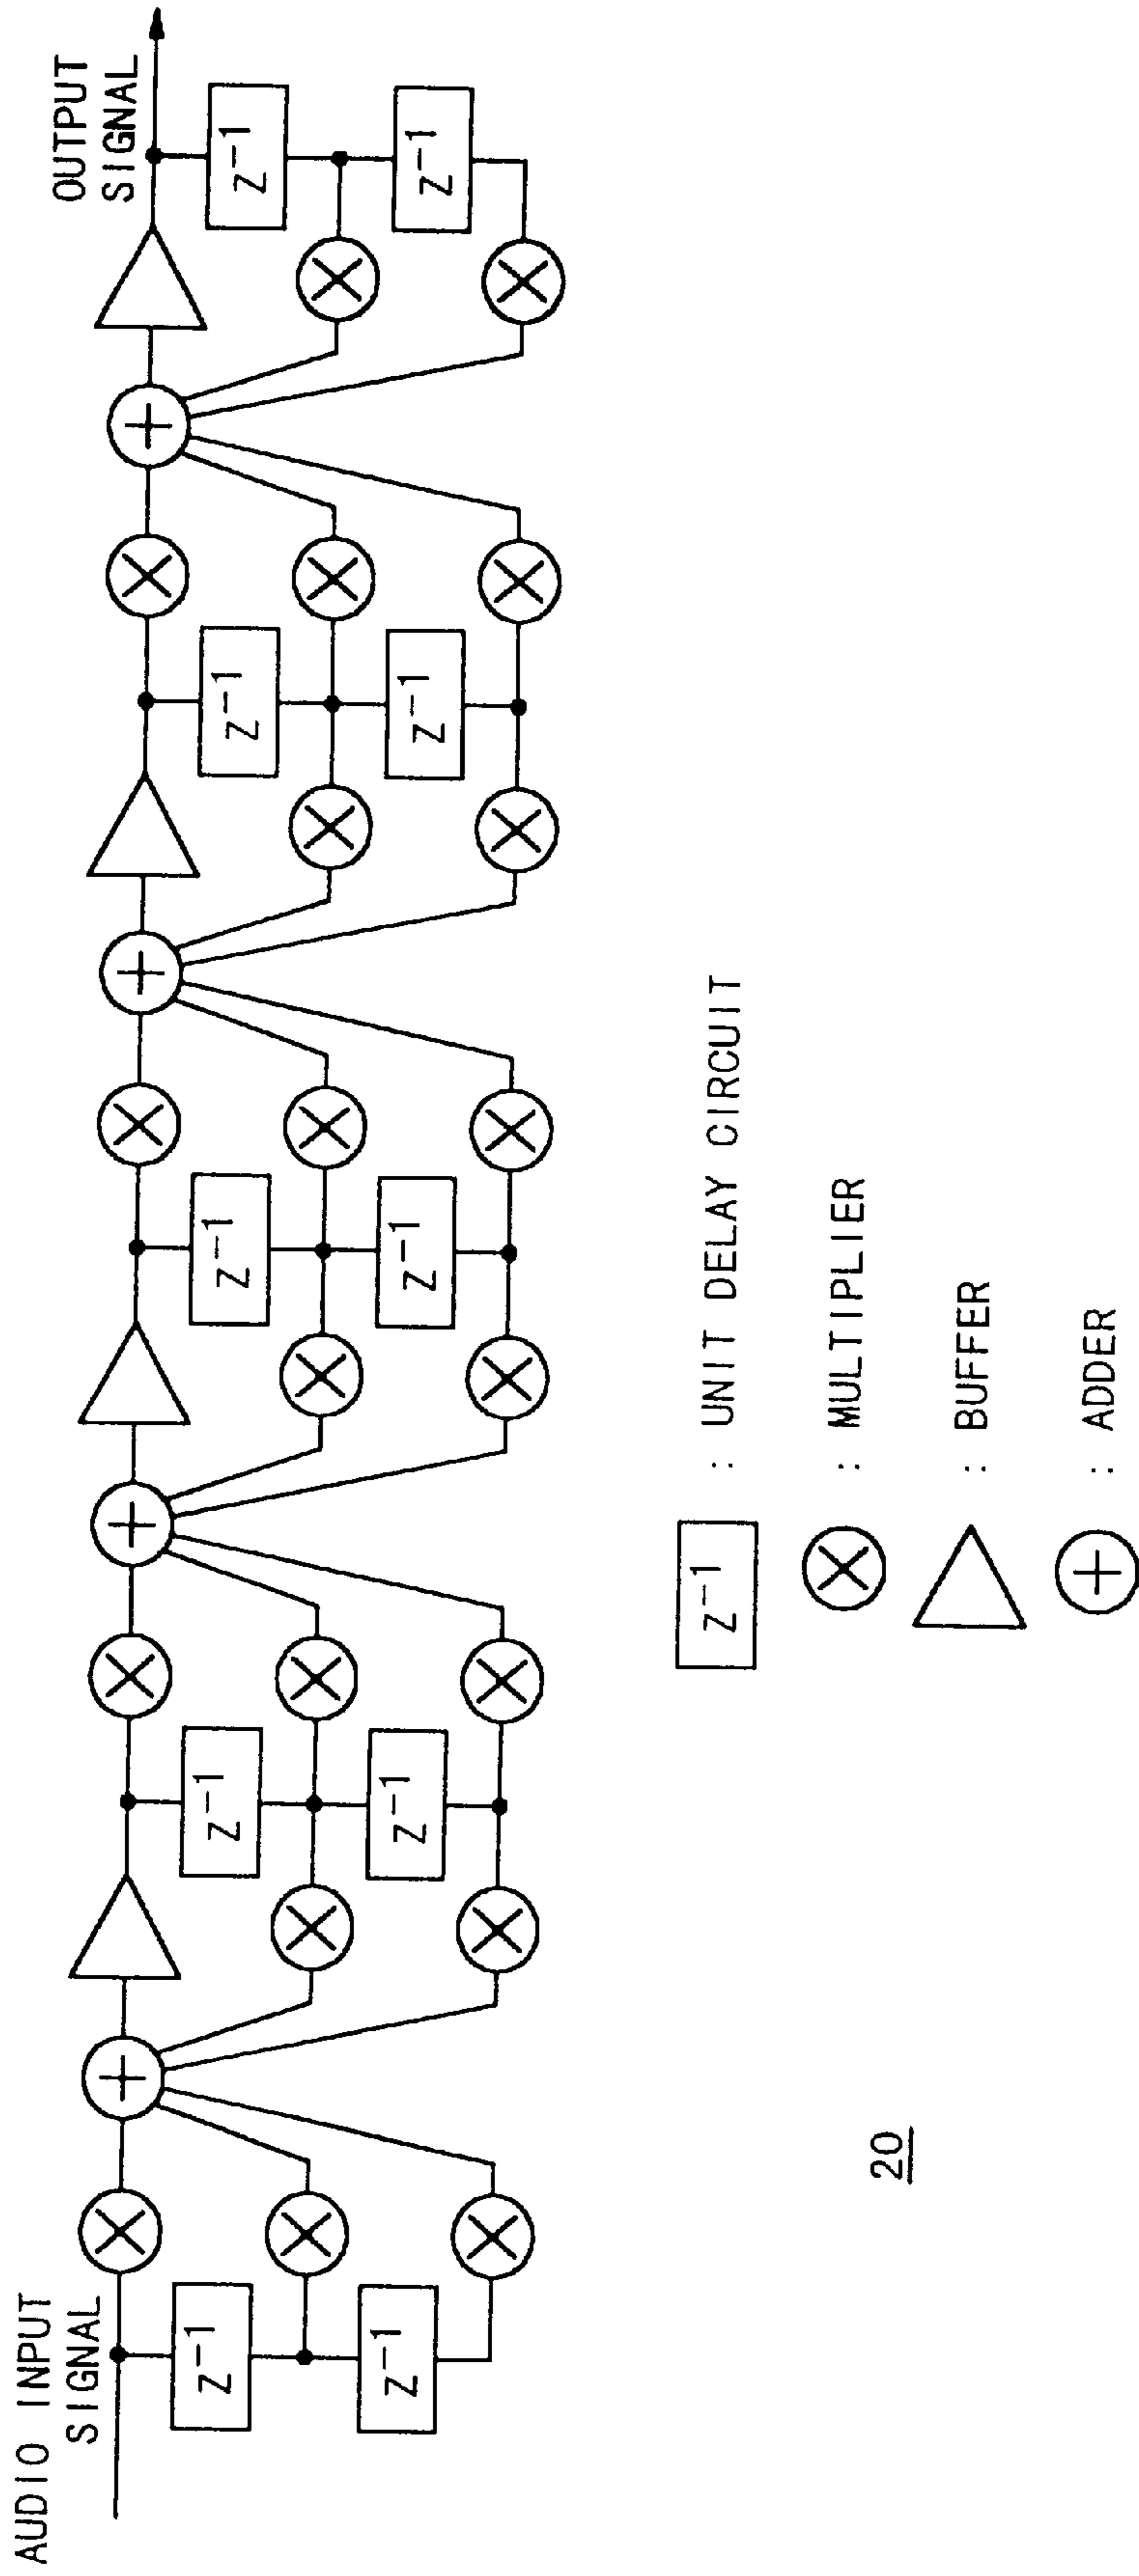 AUDIO INPUT
SIGNAL
OUTPUT
SIGNAL
z⁻¹
z⁻¹
z⁻¹
z⁻¹
z⁻¹
z⁻¹
z⁻¹
z⁻¹
z⁻¹
z⁻¹
20
z⁻¹ : UNIT DELAY CIRCUIT
: MULTIPLIER
: BUFFER
: ADDER